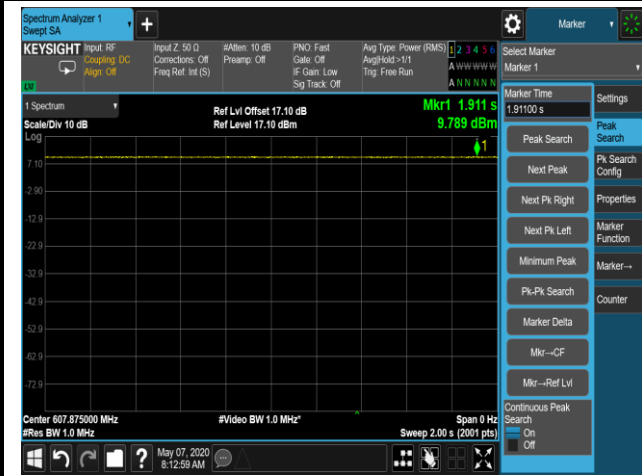 Spectrum Analyzer 1
Swept SA
+
Marker
KEYSIGHT
Input: RF
Coupling: DC
Align: Off
Input Z: 50 Ω
Corrections: Off
Freq Ref: Int (S)
#Atten: 10 dB
Preamp: Off
PNO: Fast
Gate: Off
IF Gain: Low
Sig Track: Off
Avg Type: Power (RMS)
Avg|Hold:>1/1
Trig: Free Run
1 2 3 4 5 6
A W W W W W
A N N N N N
LXI
Select Marker
Marker 1
1 Spectrum
Scale/Div 10 dB
Log
Ref Lvl Offset 17.10 dB
Ref Level 17.10 dBm
Mkr1 1.911 s
9.789 dBm
1
7.10
-2.90
-12.9
-22.9
-32.9
-42.9
-52.9
-62.9
-72.9
Center 607.875000 MHz
#Res BW 1.0 MHz
#Video BW 1.0 MHz*
Span 0 Hz
Sweep 2.00 s (2001 pts)
Marker Time
1.91100 s
Peak Search
Next Peak
Next Pk Right
Next Pk Left
Minimum Peak
Pk-Pk Search
Marker Delta
Mkr→CF
Mkr→Ref Lvl
Continuous Peak
Search
On
Off
Settings
Peak
Search
Pk Search
Config
Properties
Marker
Function
Marker→
Counter
?
May 07, 2020
8:12:59 AM